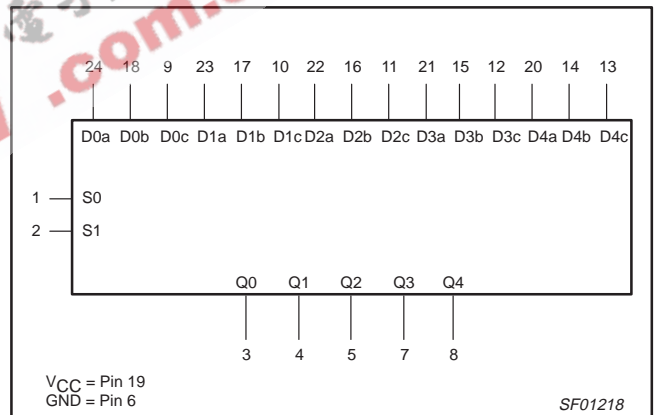 .com
24 18 9 23 17 10 22 16 11 21 15 12 20 14 13
D0a D0b D0c D1a D1b D1c D2a D2b D2c D3a D3b D3c D4a D4b D4c
1 S0
2 S1
Q0 Q1 Q2 Q3 Q4
3 4 5 7 8
VCC = Pin 19
GND = Pin 6
SF01218